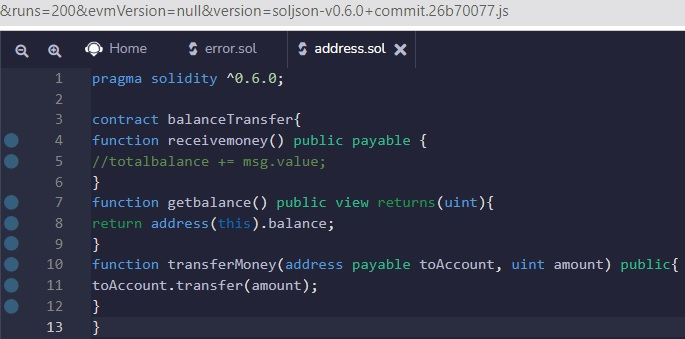 &runs=200&evmVersion=null&version=soljson-v0.6.0+commit.26b70077.js
Home error.sol address.sol
1 pragma solidity ^0.6.0;
2
3 contract balanceTransfer{
4 function receivemoney() public payable {
5 //totalbalance += msg.value;
6 }
7 function getbalance() public view returns(uint){
8 return address(this).balance;
9 }
10 function transferMoney(address payable toAccount, uint amount) public{
11 toAccount.transfer(amount);
12 }
13 }